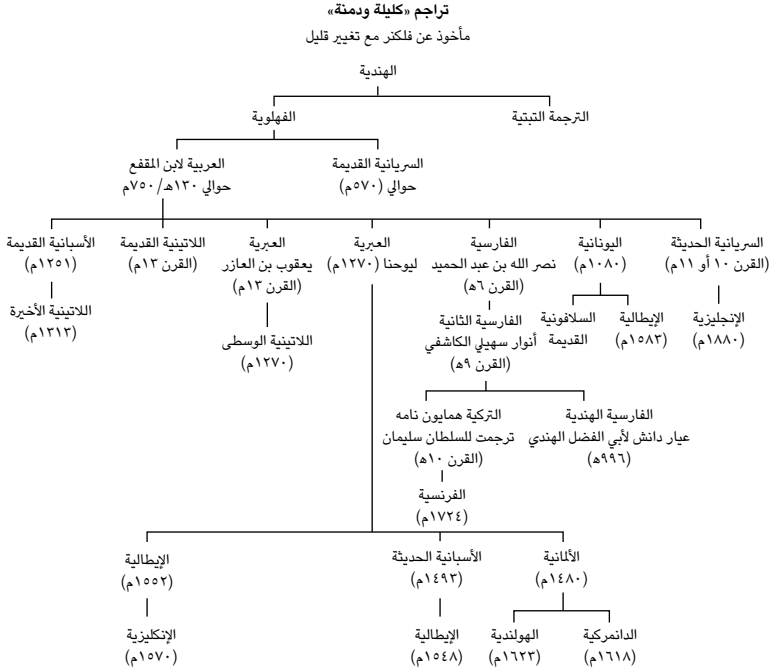 تراجم «كليلة ودمنة»
مأخوذ عن فلكنر مع تغيير قليل
الهندية
الترجمة التبتية
الفهلوية
السريانية القديمة
حوالي (٥٧٠م)
العربية لابن المقفع
حوالي ١٣٠هـ/٧٥٠م
السريانية الحديثة
(القرن ١٠ أو ١١م)
اليونانية
(١٠٨٠م)
الفارسية
نصر الله بن عبد الحميد
(القرن ٦ھ)
العبرية
ليوحنا (١٢٧٠م)
العبرية
يعقوب بن العازر
(القرن ١٣م)
اللاتينية القديمة
(القرن ١٣م)
الأسبانية القديمة
(١٢٥١م)
الإنجليزية
(١٨٨٠م)
الإيطالية
(١٥٨٣م)
السلافونية
القديمة
الفارسية الثانية
أنوار سهيلي الكاشفي
(القرن ٩ھ)
اللاتينية الوسطى
(١٢٧٠م)
اللاتينية الأخيرة
(١٣١٣م)
الفارسية الهندية
عيار دانش لأبي الفضل الهندي
(٩٩٦ھ)
التركية همايون نامه
ترجمت للسلطان سليمان
(القرن ١٠ھ)
الفرنسية
(١٧٢٤م)
الألمانية
(١٤٨٠م)
الأسبانية الحديثة
(١٤٩٣م)
الإيطالية
(١٥٥٢م)
الدانمركية
(١٦١٨م)
الهولندية
(١٦٢٣م)
الإيطالية
(١٥٤٨م)
الإنكليزية
(١٥٧٠م)